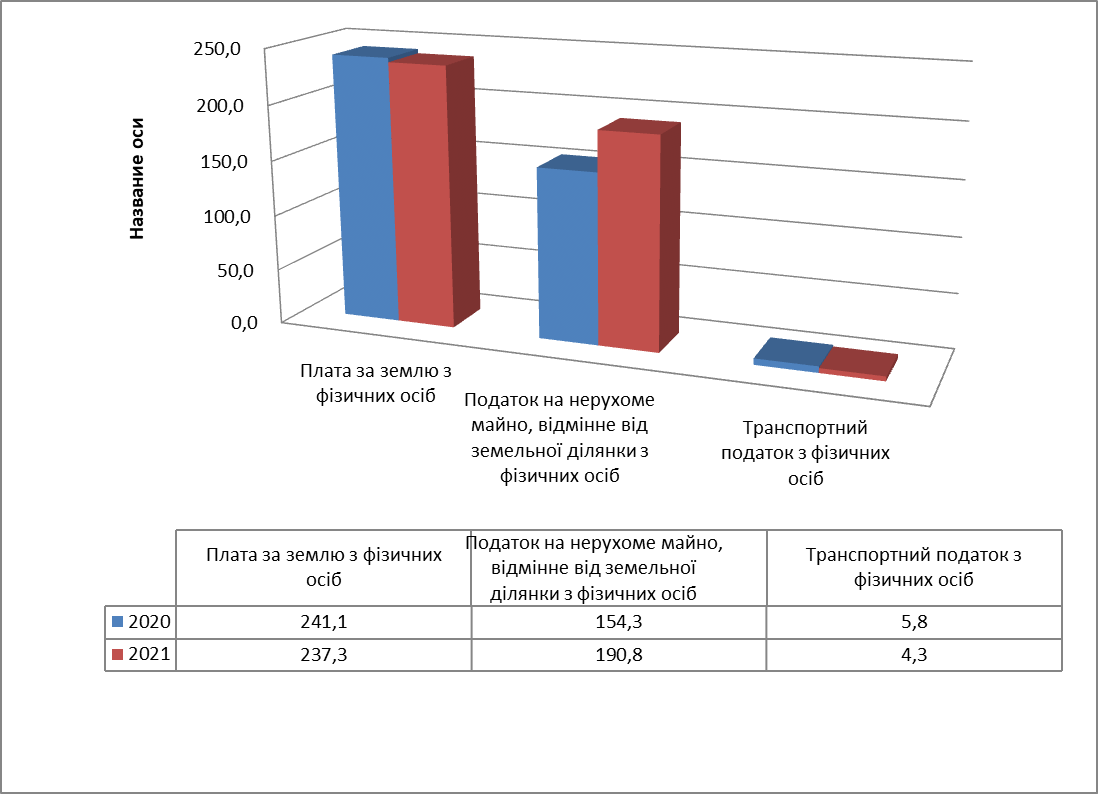 250,0
200,0
150,0
100,0
50,0
0,0
Название оси
Плата за землю з
фізичних осіб
Податок на нерухоме
майно, відмінне від
земельної ділянки з
фізичних осіб
Транспортний
податок з фізичних
осіб
Плата за землю з фізичних
осіб
Податок на нерухоме майно,
відмінне від земельної
ділянки з фізичних осіб
Транспортний податок з
фізичних осіб
2020 241,1 154,3 5,8
2021 237,3 190,8 4,3